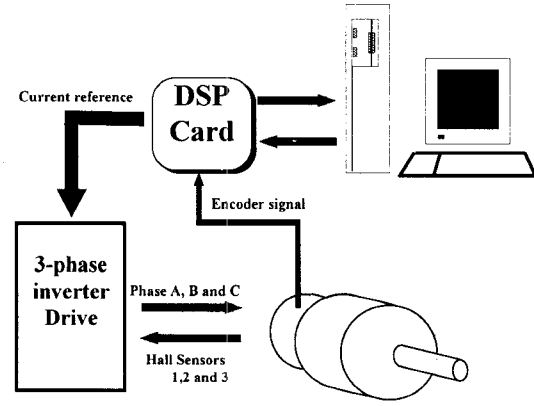 DSP
Card
Current reference
Encoder signal
3-phase
inverter
Drive
Phase A, B and C
Hall Sensors
1,2 and 3